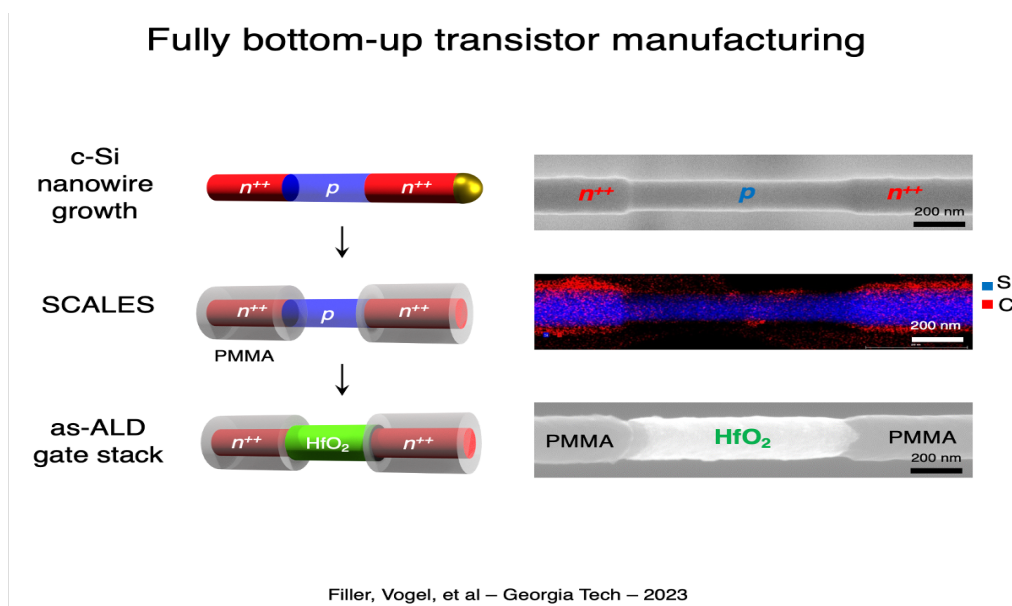 Fully bottom-up transistor manufacturing
c-Si
nanowire
growth
n++ p n++
n++ p n++
200 nm
SCALES
n++ p n++
PMMA
S
C
200 nm
as-ALD
gate stack
n++ HfO₂ n++
PMMA HfO₂ PMMA
200 nm
Filler, Vogel, et al – Georgia Tech – 2023